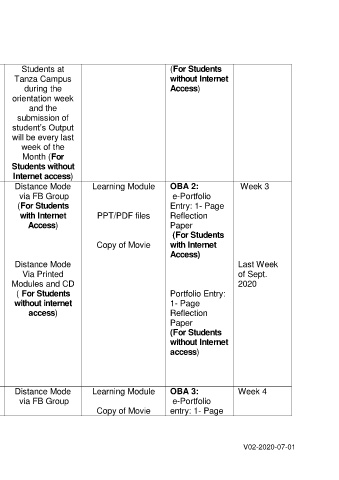 Students at
Tanza Campus
during the
orientation week
and the
submission of
student's Output
will be every last
week of the
Month (For
Students without
Internet access)
(For Students
without Internet
Access)
Distance Mode
via FB Group
(For Students
with Internet
Access)
Distance Mode
Via Printed
Modules and CD
( For Students
without internet
access)
Learning Module
PPT/PDF files
Copy of Movie
OBA 2:
e-Portfolio
Entry: 1- Page
Reflection
Paper
(For Students
with Internet
Access)
Portfolio Entry:
1- Page
Reflection
Paper
(For Students
without Internet
access)
Week 3
Last Week
of Sept.
2020
Distance Mode
via FB Group
Learning Module
Copy of Movie
OBA 3:
e-Portfolio
entry: 1- Page
Week 4
V02-2020-07-01